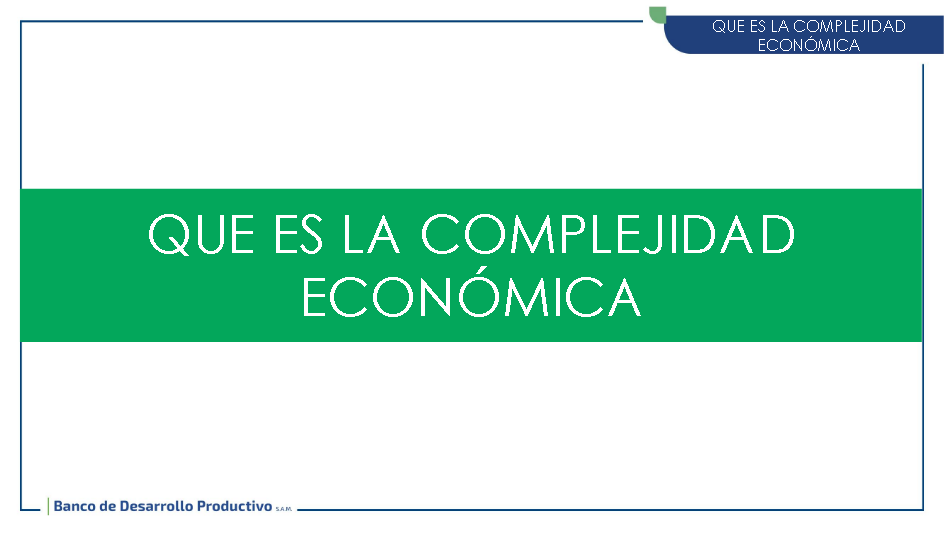 QUE ES LA COMPLEJIDAD
ECONÓMICA
QUE ES LA COMPLEJIDAD
ECONÓMICA
Banco de Desarrollo Productivo S.A.M.